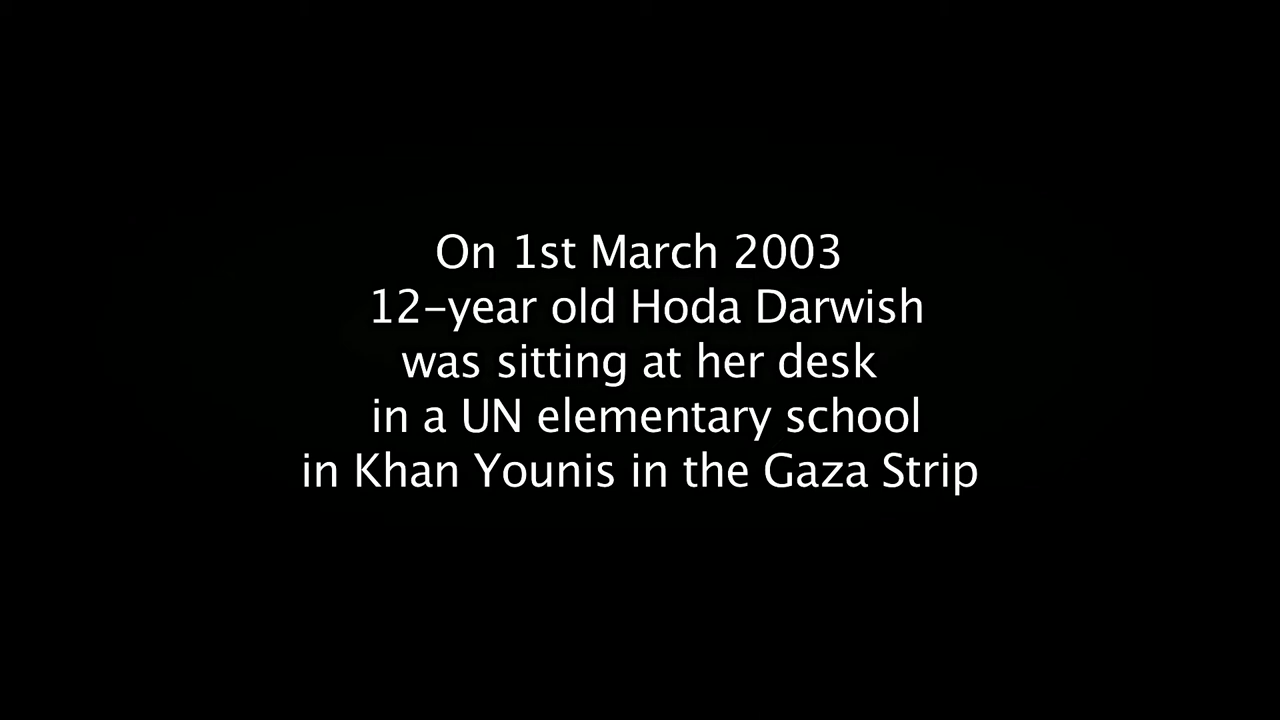 On 1st March 2003
12-year old Hoda Darwish
was sitting at her desk
in a UN elementary school
in Khan Younis in the Gaza Strip